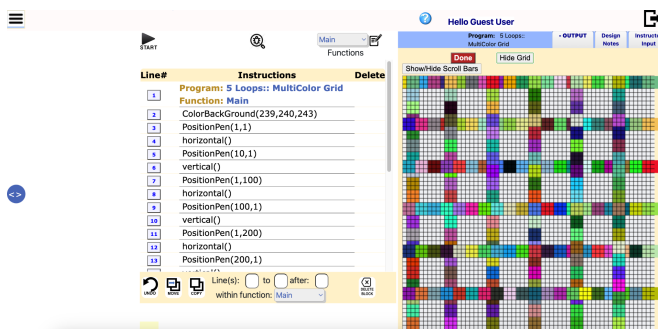 Hello Guest User
START
Main
Functions
Program: 5 Loops::
MultiColor Grid
- OUTPUT
Design
Notes
Instructe
Input
Done
Hide Grid
Show/Hide Scroll Bars
Line# Instructions Delete
1 Program: 5 Loops:: MultiColor Grid
Function: Main
2 ColorBackGround(239,240,243)
3 PositionPen(1,1)
4 horizontal()
5 PositionPen(10,1)
6 vertical()
7 PositionPen(1,100)
8 horizontal()
9 PositionPen(100,1)
10 vertical()
11 PositionPen(1,200)
12 horizontal()
13 PositionPen(200,1)
<>
UNDO
MOVE
COPY
Line(s): to after:
within function: Main
DELETE
BLOCK